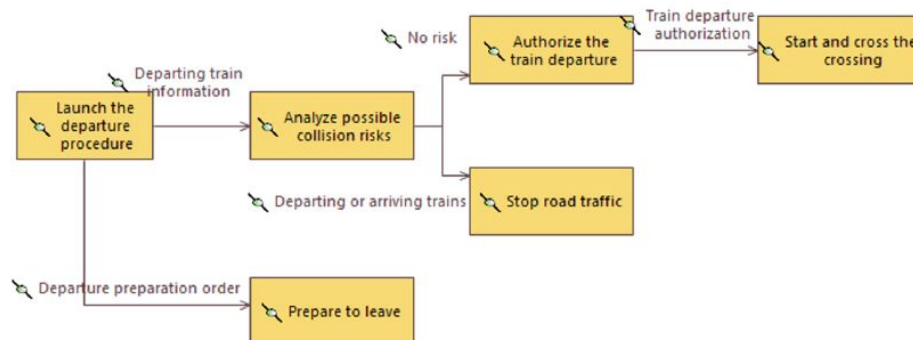 Train departure
authorization
No risk
Authorize the
train departure
Start and cross the
crossing
Departing train
information
Launch the
departure
procedure
Analyze possible
collision risks
Departing or arriving trains
Stop road traffic
Departure preparation order
Prepare to leave